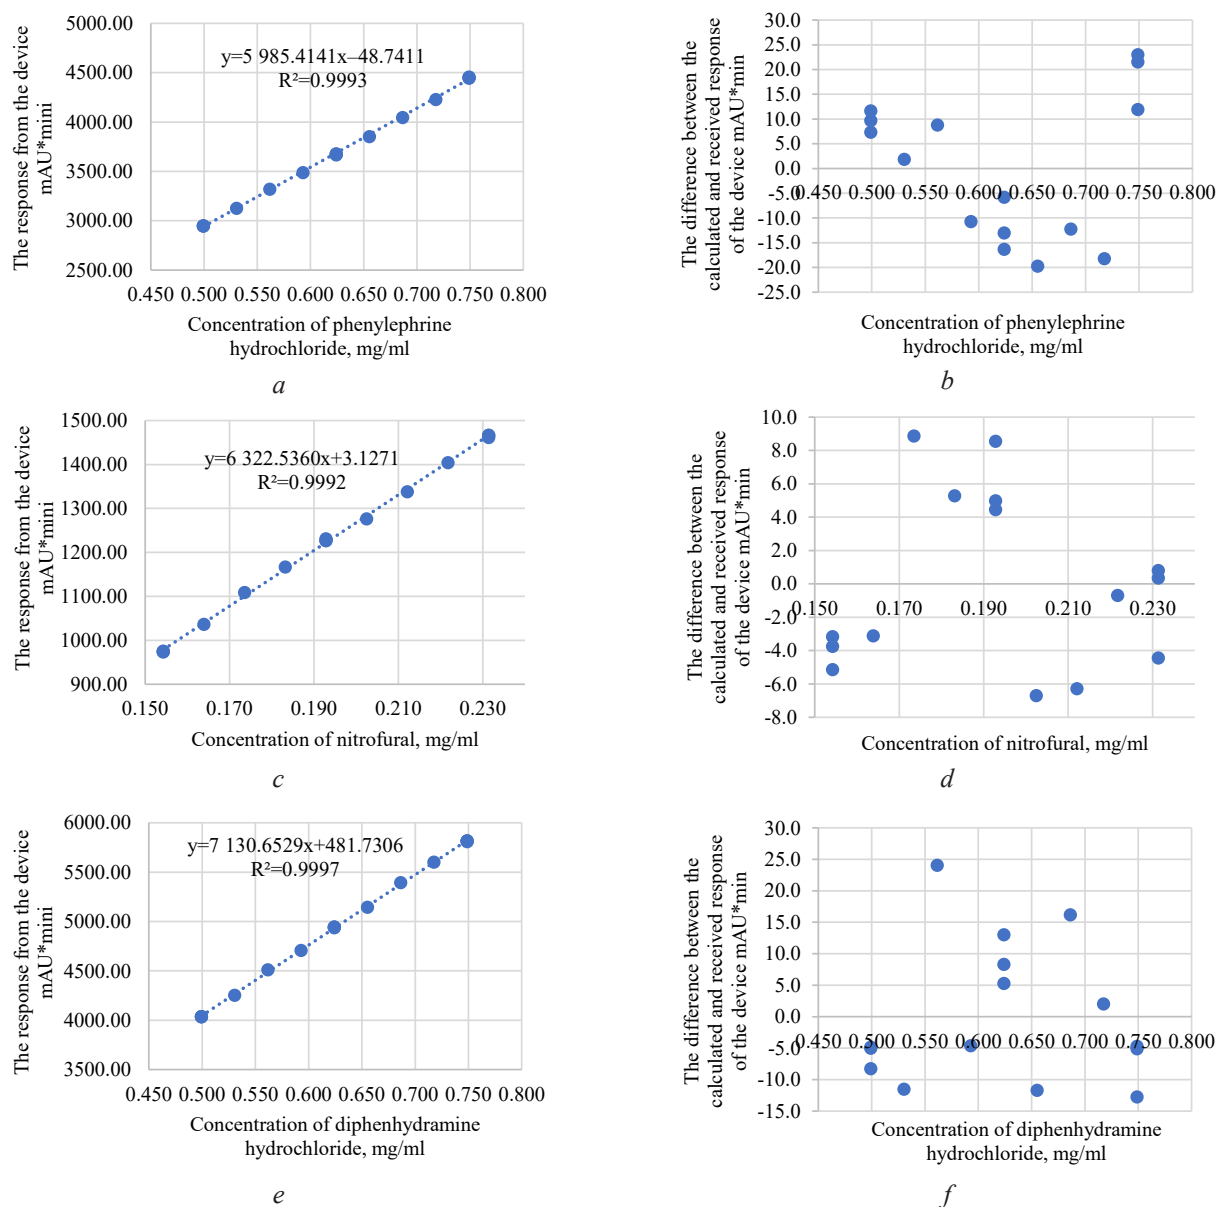 The response from the device
mAU*mini
5000.00
4500.00
4000.00
3500.00
3000.00
2500.00
y=5 985.4141x–48.7411
R²=0.9993
0.450 0.500 0.550 0.600 0.650 0.700 0.750 0.800
Concentration of phenylephrine
hydrochloride, mg/ml
a
The difference between the
calculated and received response
of the device mAU*min
30.0
25.0
20.0
15.0
10.0
5.0
0.0
-5.0
-10.0
-15.0
-20.0
-25.0
0.450 0.500 0.550 0.600 0.650 0.700 0.750 0.800
Concentration of phenylephrine
hydrochloride, mg/ml
b
The response from the device
mAU*mini
1500.00
1400.00
1300.00
1200.00
1100.00
1000.00
900.00
y=6 322.5360x+3.1271
R²=0.9992
0.150 0.170 0.190 0.210 0.230
Concentration of nitrofural, mg/ml
c
The difference between the
calculated and received response
of the device mAU*min
10.0
8.0
6.0
4.0
2.0
0.0
-2.0
-4.0
-6.0
-8.0
0.150 0.170 0.190 0.210 0.230
Concentration of nitrofural, mg/ml
d
The response from the device
mAU*mini
6000.00
5500.00
5000.00
4500.00
4000.00
3500.00
y=7 130.6529x+481.7306
R²=0.9997
0.450 0.500 0.550 0.600 0.650 0.700 0.750 0.800
Concentration of diphenhydramine
hydrochloride, mg/ml
e
The difference between the
calculated and received response
of the device mAU*min
30.0
25.0
20.0
15.0
10.0
5.0
0.0
-5.0
-10.0
-15.0
0.450 0.500 0.550 0.600 0.650 0.700 0.750 0.800
Concentration of diphenhydramine
hydrochloride, mg/ml
f